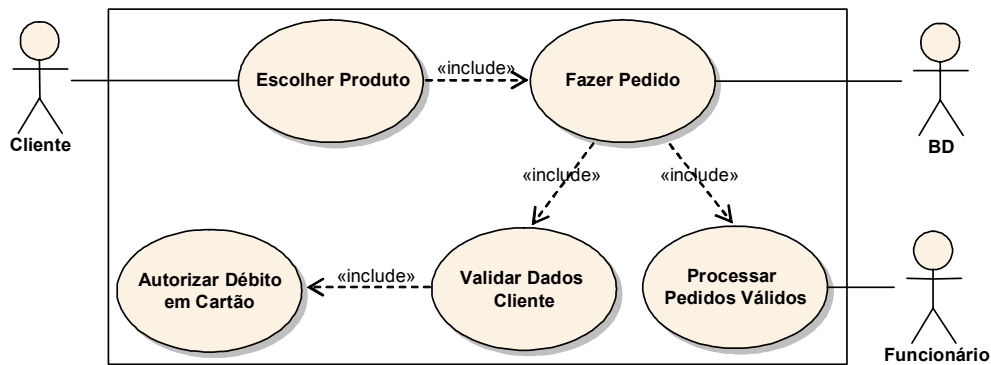 Escolher Produto
«include»
Fazer Pedido
Cliente
BD
«include»
«include»
Autorizar Débito
em Cartão
«include»
Validar Dados
Cliente
Processar
Pedidos Válidos
Funcionário